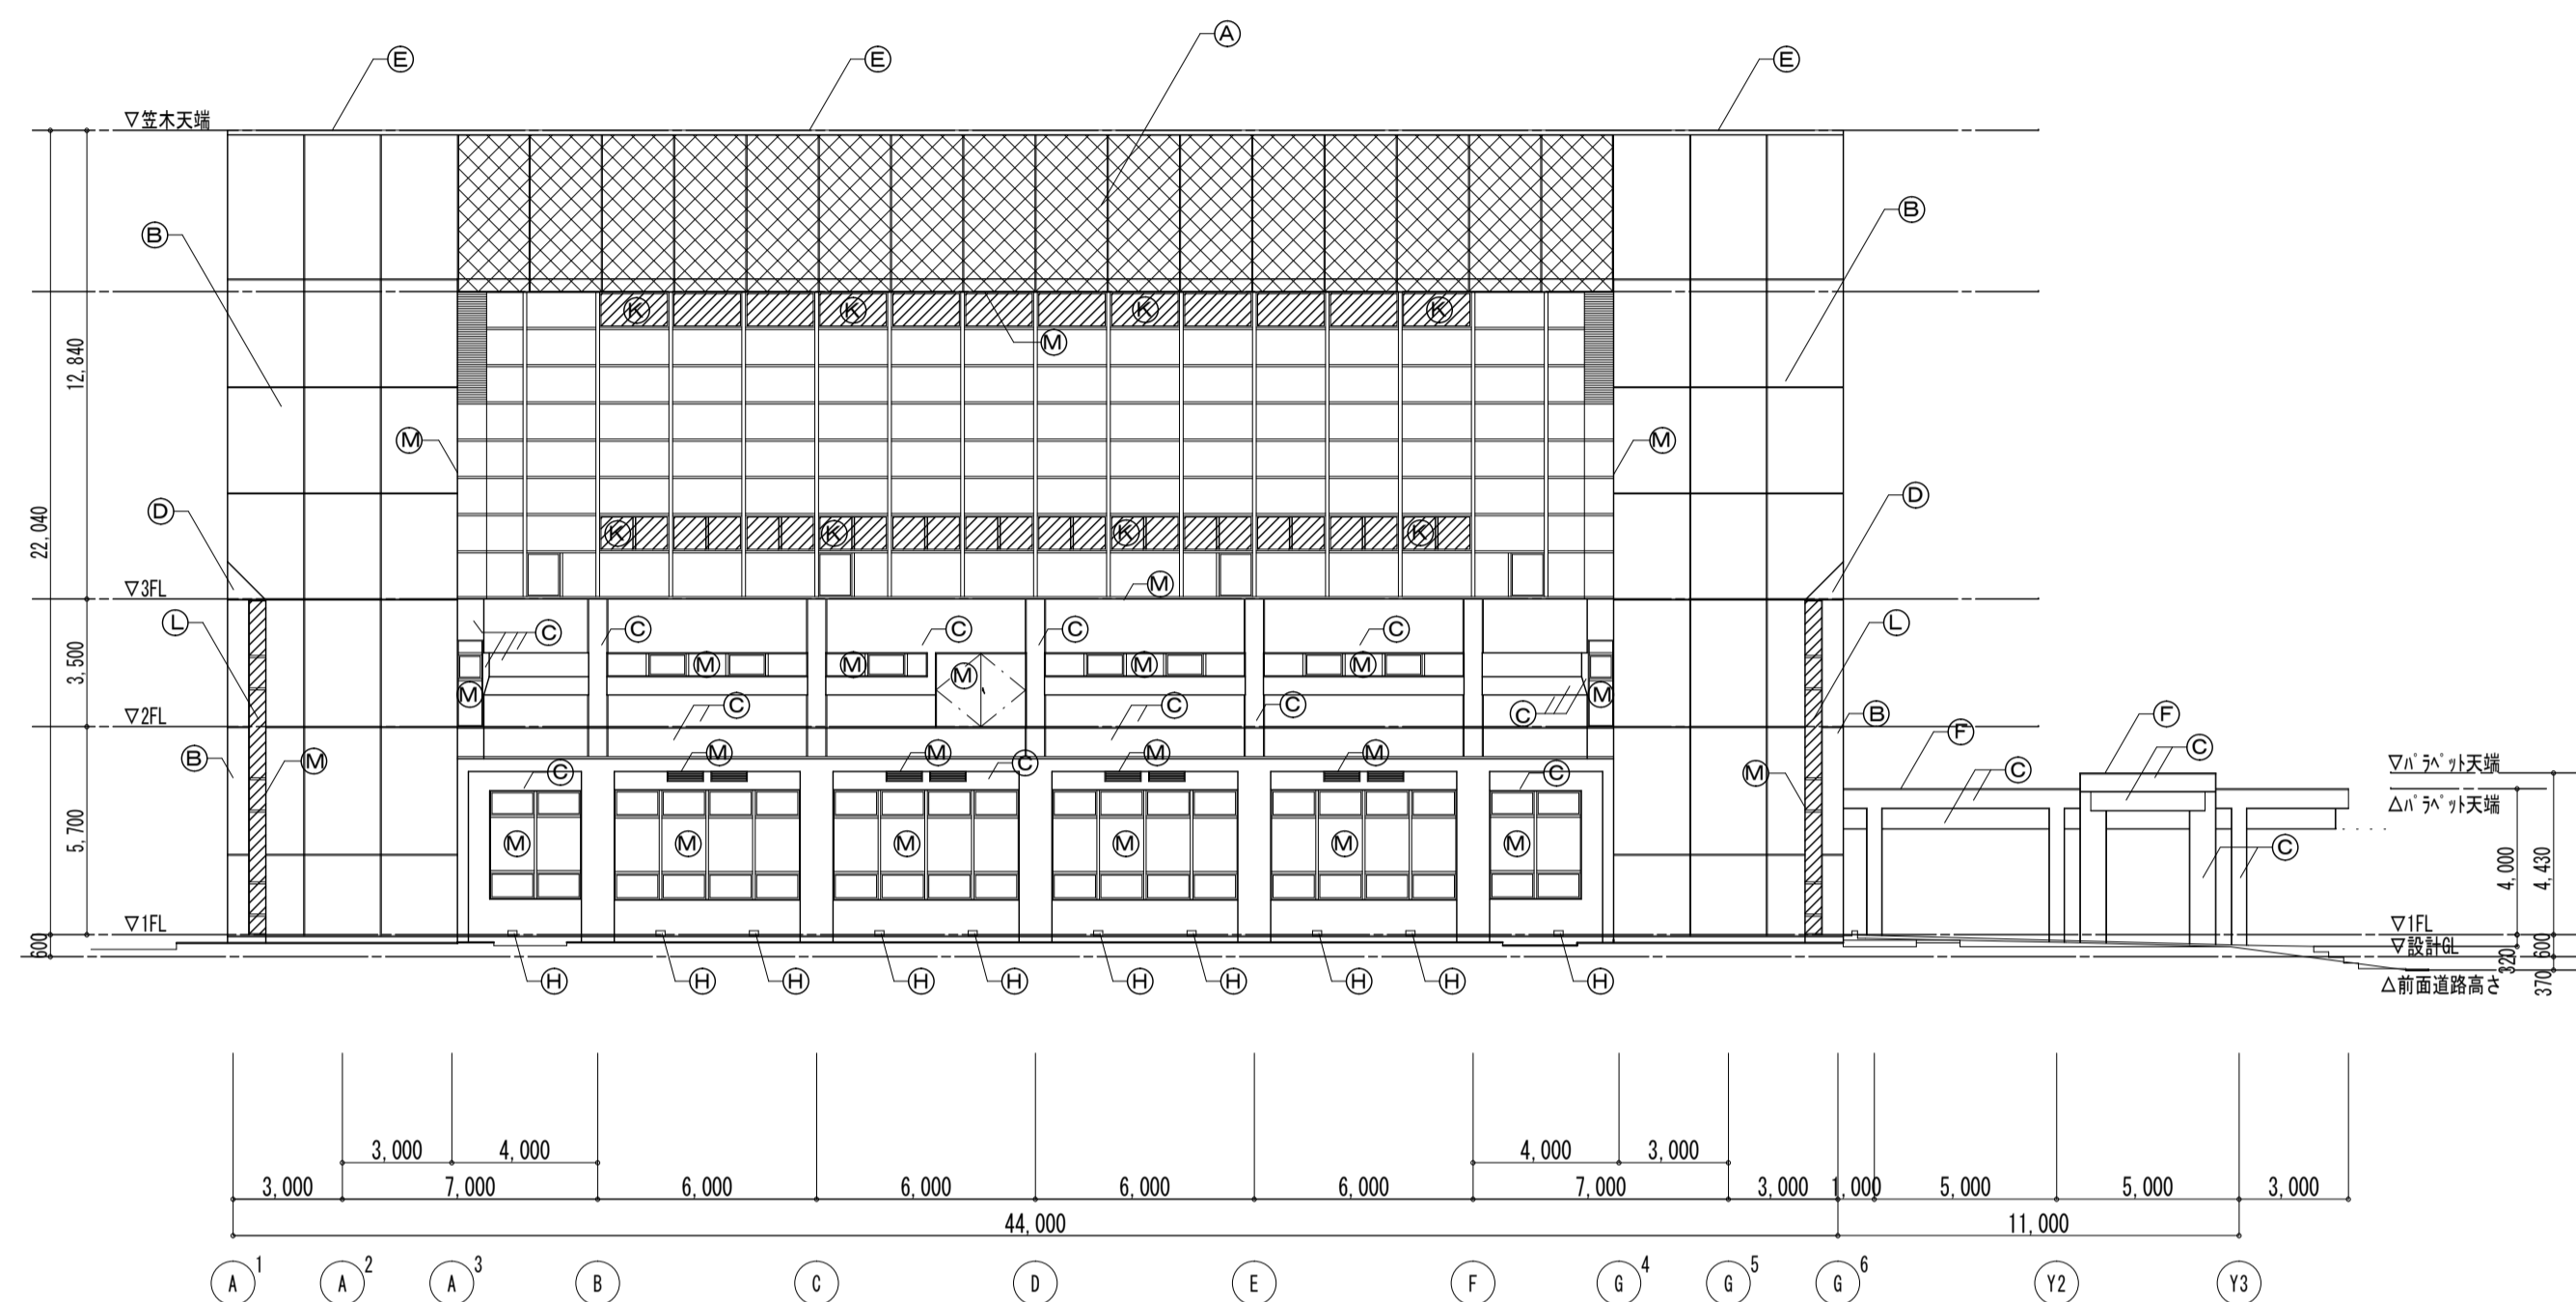 A
E E E
▽笠木天端
B B
K K K K
M
12,840
M M
D D
22,040
K K K K
▽3FL
M
L L
C C C C C
3,500
M M M M M
M M
C C C C
▽2FL
B F F
M M M M C
C
B M
C C
M
C
▽パラペット天端
△パラペット天端
5,700
M M M M M M
C
4,000 4,430
▽1FL ▽1FL
600
▽設計GL
320 600
H H H H H H H H H H
370
△前面道路高さ
3,000 4,000 4,000 3,000
3,000 7,000 6,000 6,000 6,000 6,000 7,000 3,000 1,000 5,000 5,000 3,000
44,000 11,000
A1 A2 A3 B C D E F G4 G5 G6 Y2 Y3